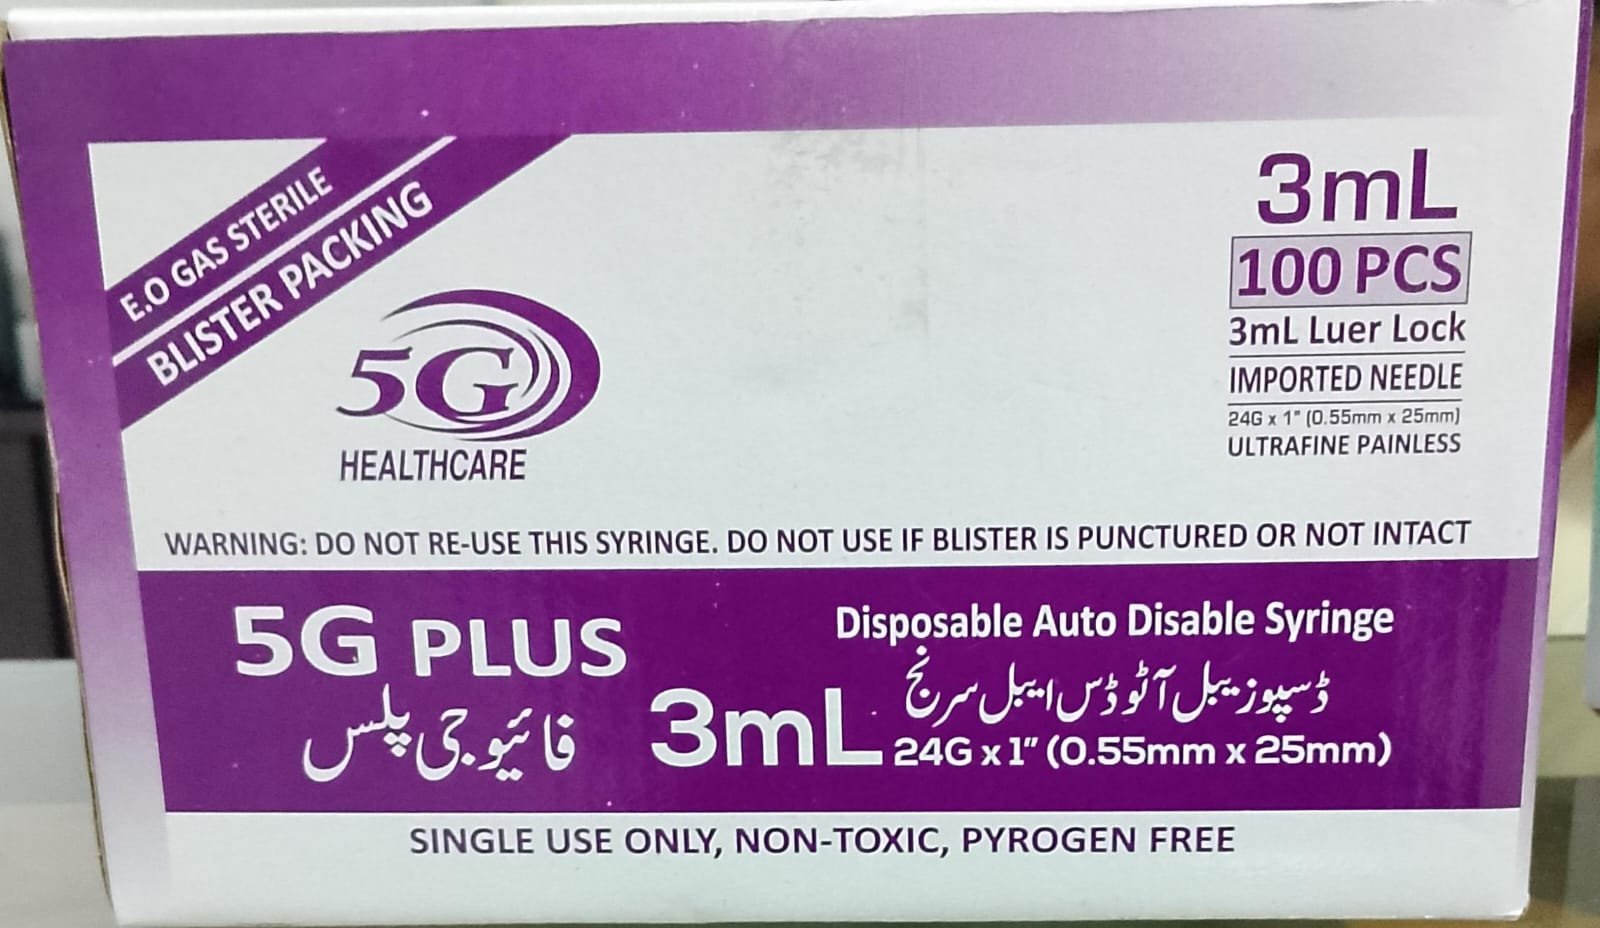 E.O GAS STERILE
BLISTER PACKING
5G
HEALTHCARE
3mL
100 PCS
3mL Luer Lock
IMPORTED NEEDLE
24G x 1" (0.55mm x 25mm)
ULTRAFINE PAINLESS
WARNING: DO NOT RE-USE THIS SYRINGE. DO NOT USE IF BLISTER IS PUNCTURED OR NOT INTACT
5G PLUS
فائیو جی پلس
3mL
Disposable Auto Disable Syringe
ڈسپوزیبل آٹو ڈس ایبل سرنج
24G x 1" (0.55mm x 25mm)
SINGLE USE ONLY, NON-TOXIC, PYROGEN FREE